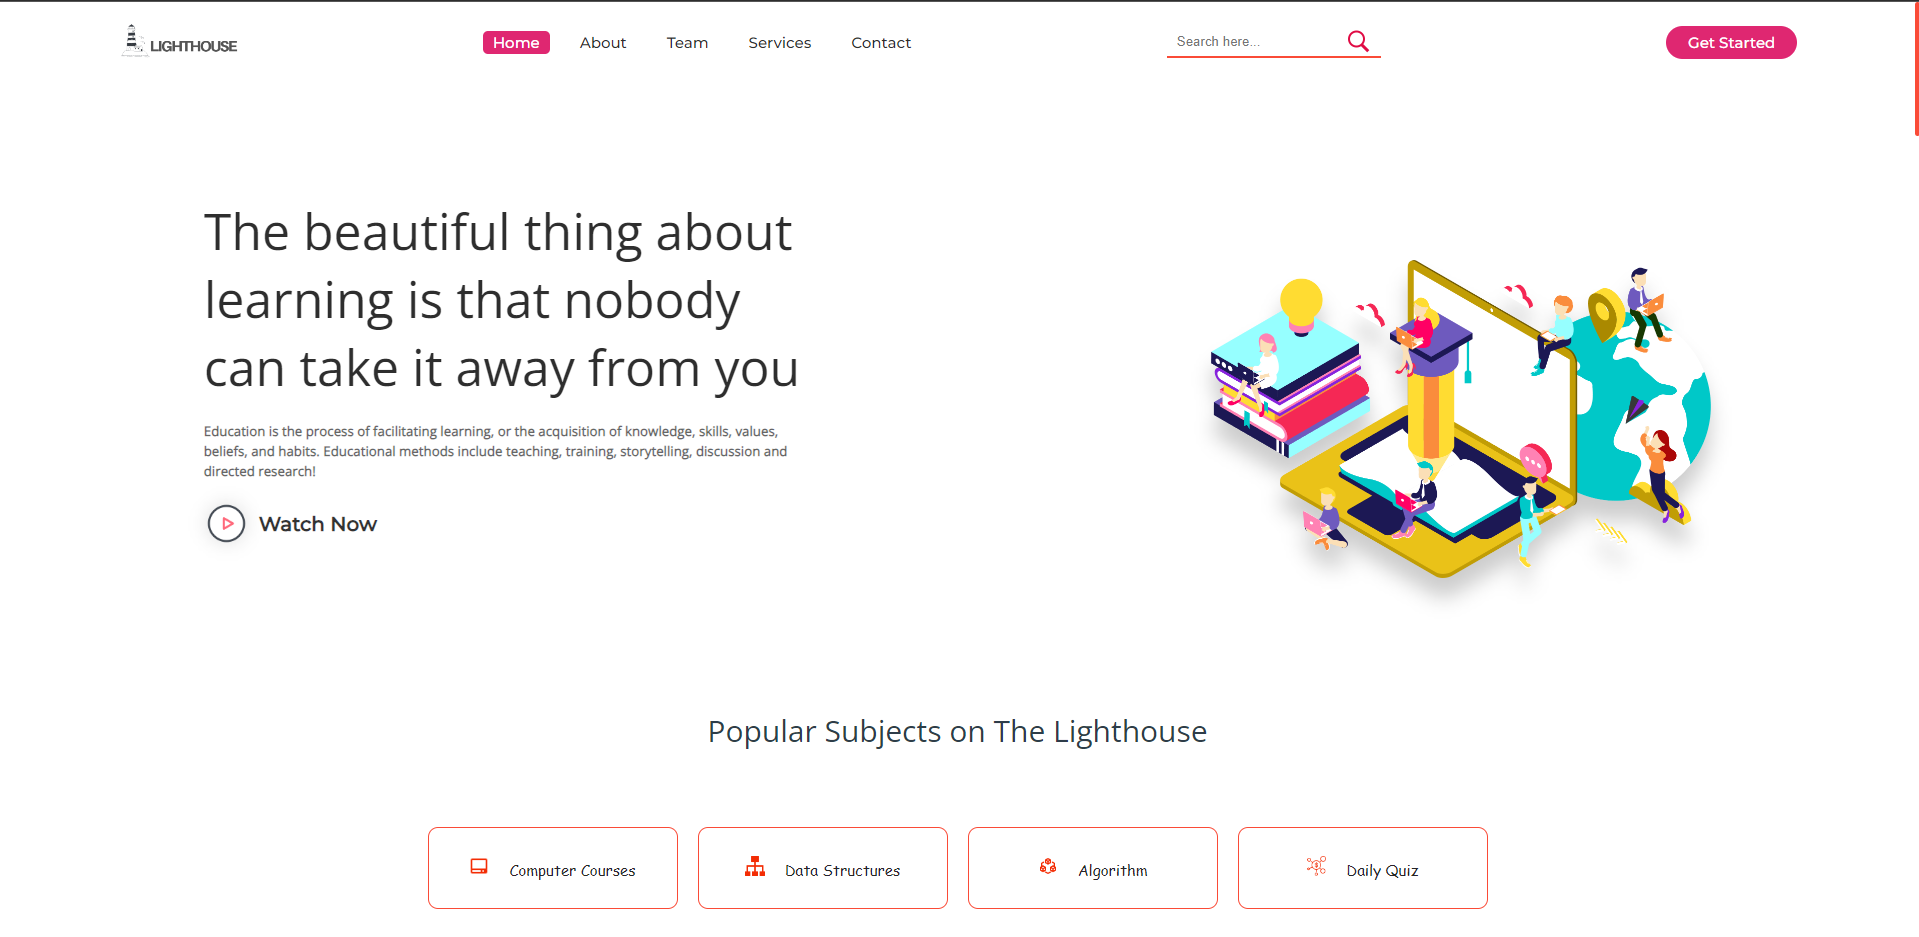 LIGHTHOUSE
Home About Team Services Contact
Search here...
Get Started
The beautiful thing about
learning is that nobody
can take it away from you
Education is the process of facilitating learning, or the acquisition of knowledge, skills, values,
beliefs, and habits. Educational methods include teaching, training, storytelling, discussion and
directed research!
Watch Now
Popular Subjects on The Lighthouse
Computer Courses
Data Structures
Algorithm
Daily Quiz